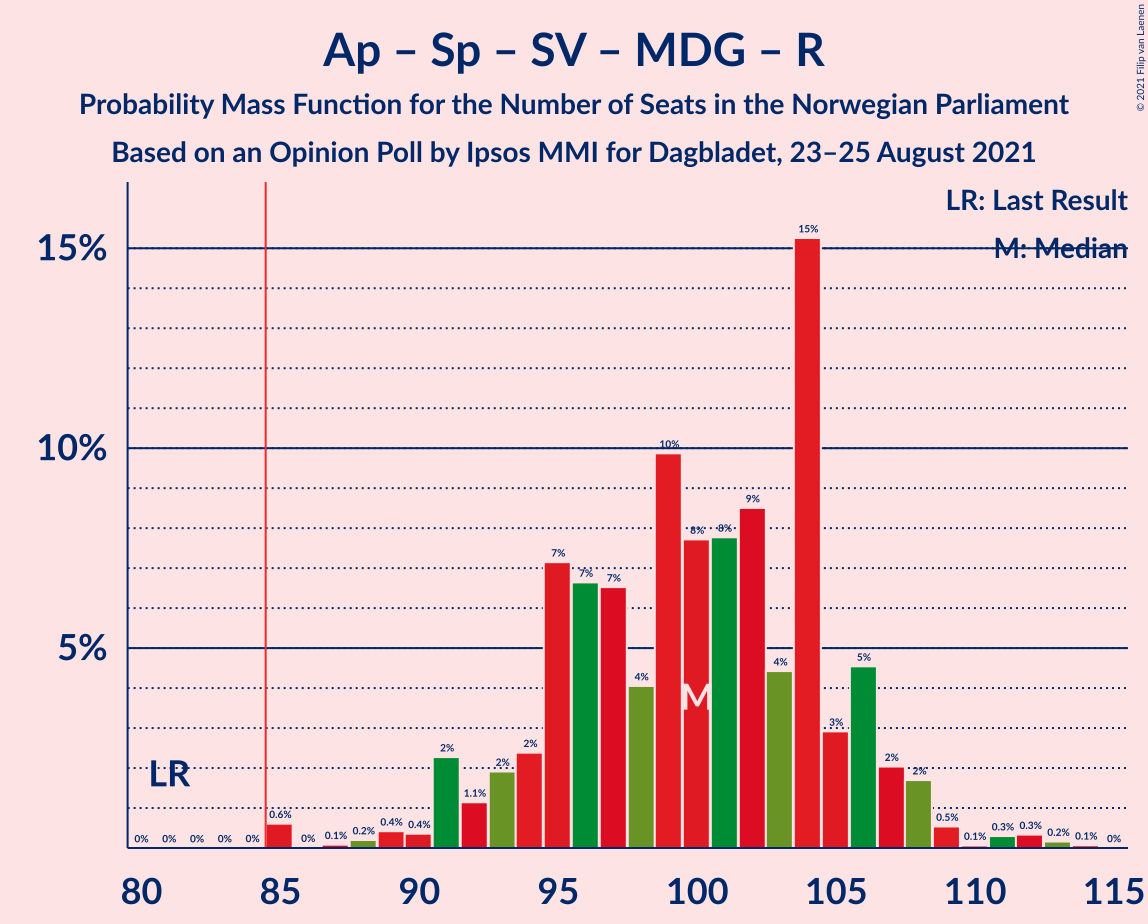 Ap – Sp – SV – MDG – R
Probability Mass Function for the Number of Seats in the Norwegian Parliament
Based on an Opinion Poll by Ipsos MMI for Dagbladet, 23–25 August 2021
© 2021 Filip van Laenen
LR: Last Result
M: Median
15%
10%
5%
0% 0% 0% 0% 0% 0.6% 0% 0.1% 0.2% 0.4% 0.4% 2% 1.1% 2% 2% 7% 7% 7% 4% 10% 8% 8% 9% 4% 15% 3% 5% 2% 2% 0.5% 0.1% 0.3% 0.3% 0.2% 0.1% 0%
LR
M
80 85 90 95 100 105 110 115